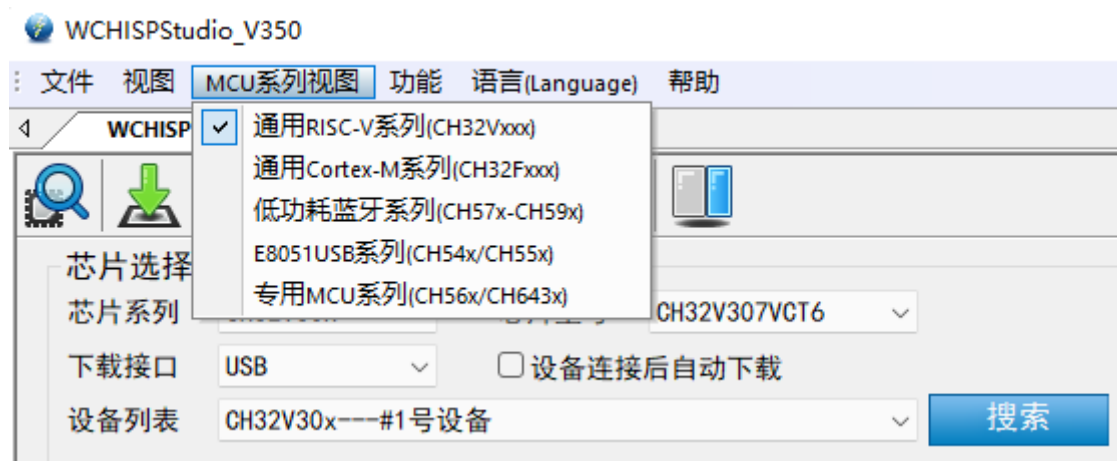 WCHISPStudio_V350
文件 视图 MCU系列视图 功能 语言(Language) 帮助
WCHISP
通用RISC-V系列(CH32Vxxx)
通用Cortex-M系列(CH32Fxxx)
低功耗蓝牙系列(CH57x-CH59x)
E8051USB系列(CH54x/CH55x)
专用MCU系列(CH56x/CH643x)
芯片选择
芯片系列 CH32V307VCT6
下载接口 USB 设备连接后自动下载
设备列表 CH32V30x---#1号设备 搜索